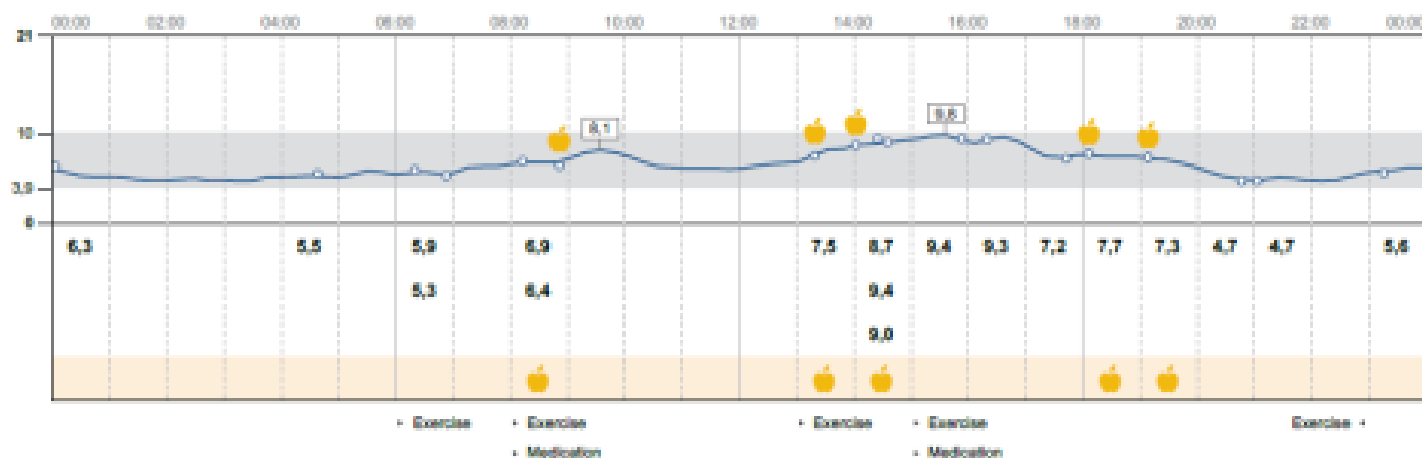 00:00 02:00 04:00 06:00 08:00 10:00 12:00 14:00 16:00 18:00 20:00 22:00 00:00
21
8,1 9,8
10
3,9
0
6,3 5,5 5,9 6,9 7,5 8,7 9,4 9,3 7,2 7,7 7,3 4,7 4,7 5,6
5,3 6,4 9,4
9,0
Exercise Exercise Exercise Exercise Exercise
Medication Medication